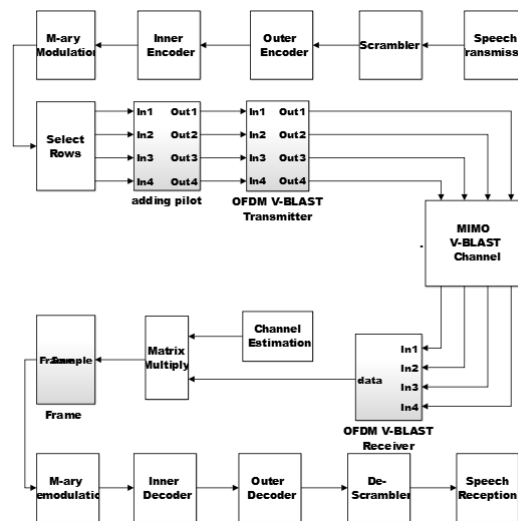 M-ary
Modulation
Inner
Encoder
Outer
Encoder
Scrambler
Speech
Transmiss
Select
Rows
In1 Out1
In2 Out2
In3 Out3
In4 Out4
adding pilot
In1 Out1
In2 Out2
In3 Out3
In4 Out4
OFDM V-BLAST
Transmitter
MIMO
V-BLAST
Channel
Channel
Estimation
Matrix
Multiply
Frame
data
In1
In2
In3
In4
OFDM V-BLAST
Receiver
M-ary
emodulatio
Inner
Decoder
Outer
Decoder
De-
Scrambler
Speech
Reception